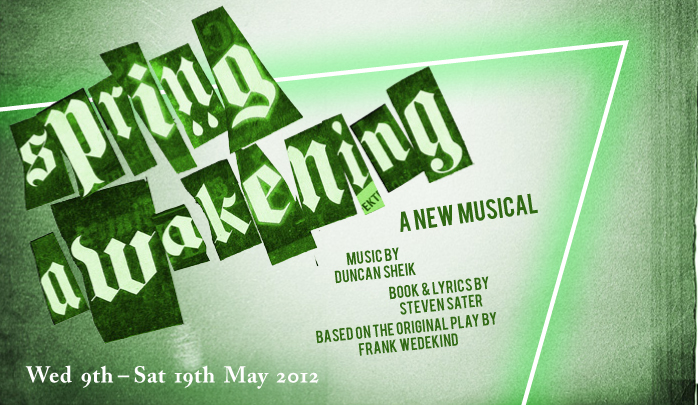 spring
awakening
EKT
A NEW MUSICAL
MUSIC BY
DUNCAN SHEIK
BOOK & LYRICS BY
STEVEN SATER
BASED ON THE ORIGINAL PLAY BY
FRANK WEDEKIND
Wed 9th – Sat 19th May 2012